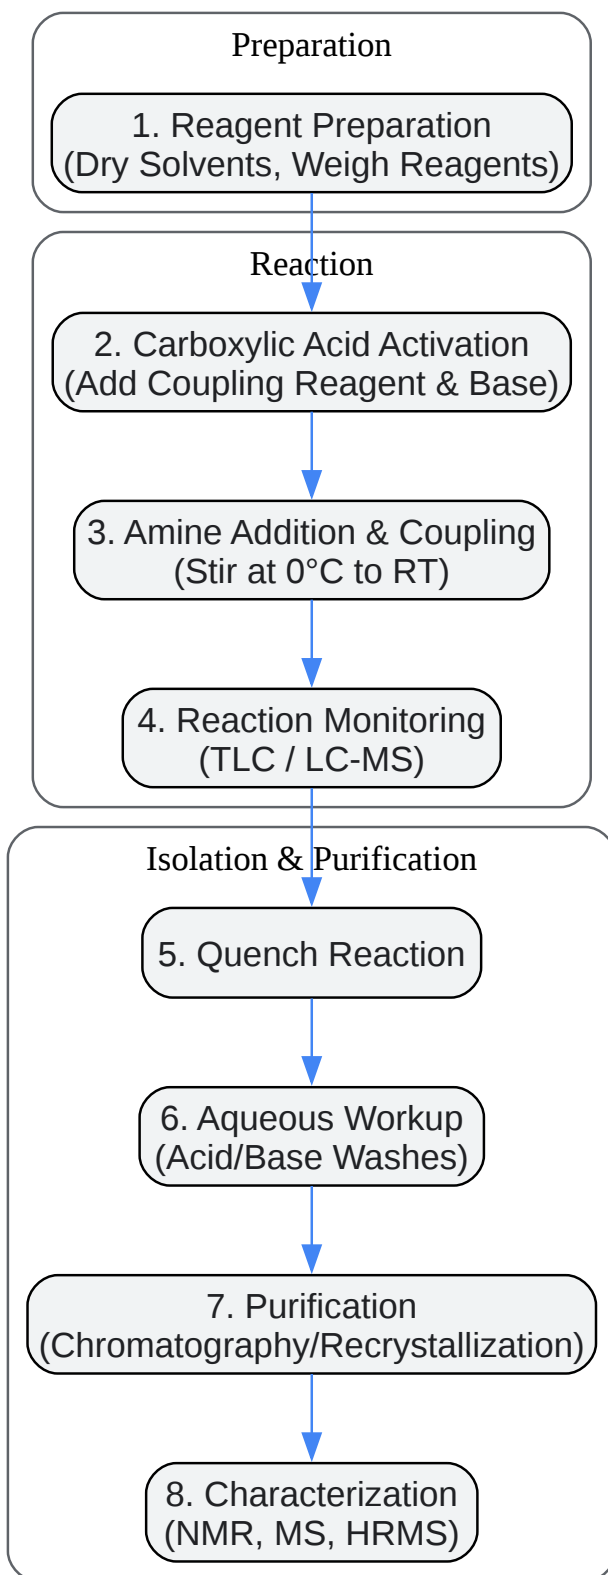 Preparation
1. Reagent Preparation
(Dry Solvents, Weigh Reagents)
Reaction
2. Carboxylic Acid Activation
(Add Coupling Reagent & Base)
3. Amine Addition & Coupling
(Stir at 0°C to RT)
4. Reaction Monitoring
(TLC / LC-MS)
Isolation & Purification
5. Quench Reaction
6. Aqueous Workup
(Acid/Base Washes)
7. Purification
(Chromatography/Recrystallization)
8. Characterization
(NMR, MS, HRMS)